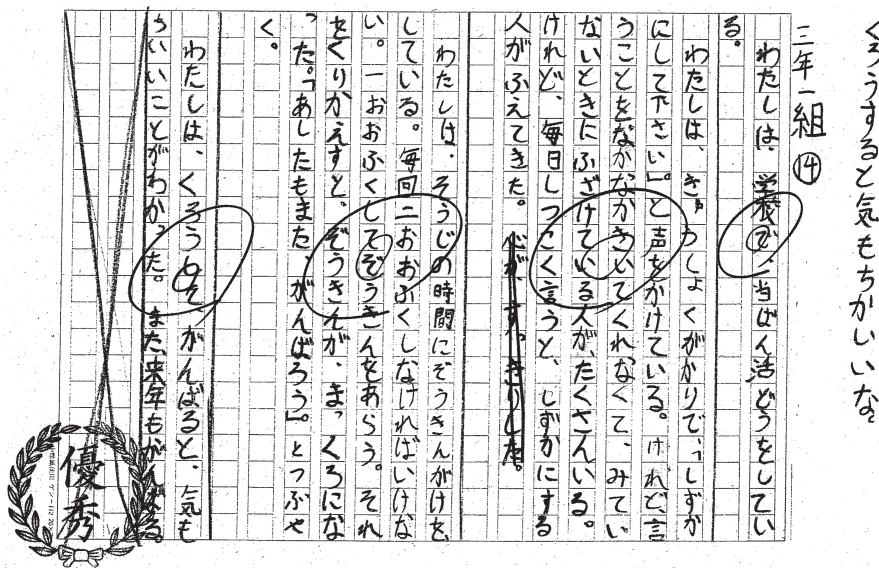 くろうすると気もちがいいな
三年一組 ⑭
わたしは、学校で、当ばん活どうをしてい
る。
わたしは、きゅうしょくがかりで、「しずか
にして下さい」。と声をかけている。けれど、言
うことをなかなかきいてくれなくて、みてい
ないときにふざけている人が、たくさんいる。
けれど、毎日しつこく言うと、しずかにする
人がふえてきた。心がすっきりした。
わたしは、そうじの時間にぞうきんがけを、
している。毎回二おおふくしなければいけな
い。一おおふくしてぞうきんをあらう。それ
をくりかえすと、ぞうきんが、まっくろにな
った。「あしたもまた、がんばろう」。とつぶや
く。
わたしは、くろうして、がんばると、気も
ちいいことがわかった。また、来年もがんばる。
優秀